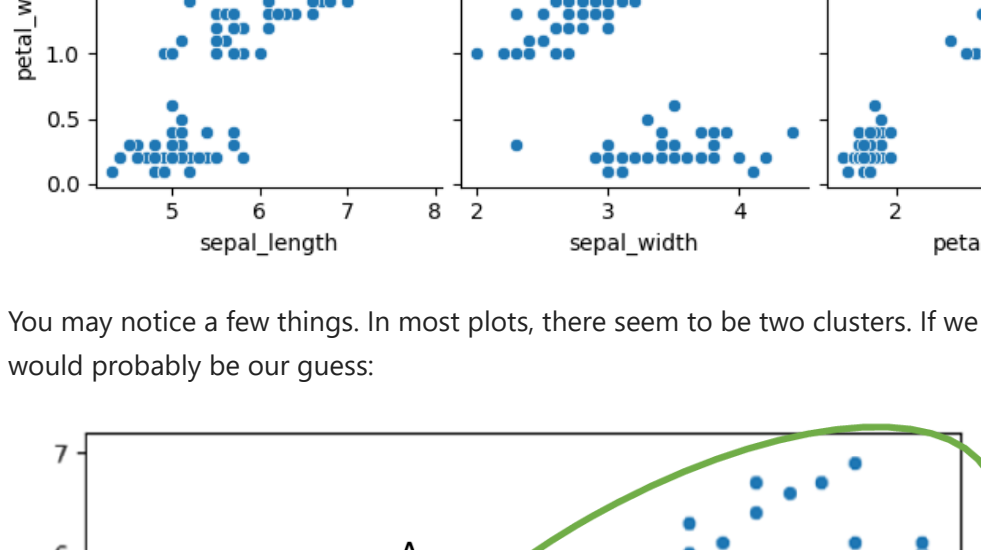 petal_w
1.0
0.5
0.0
5 6 7 8
2 3 4
2
sepal_length
sepal_width
peta
You may notice a few things. In most plots, there seem to be two clusters. If we
would probably be our guess:
7
6
A